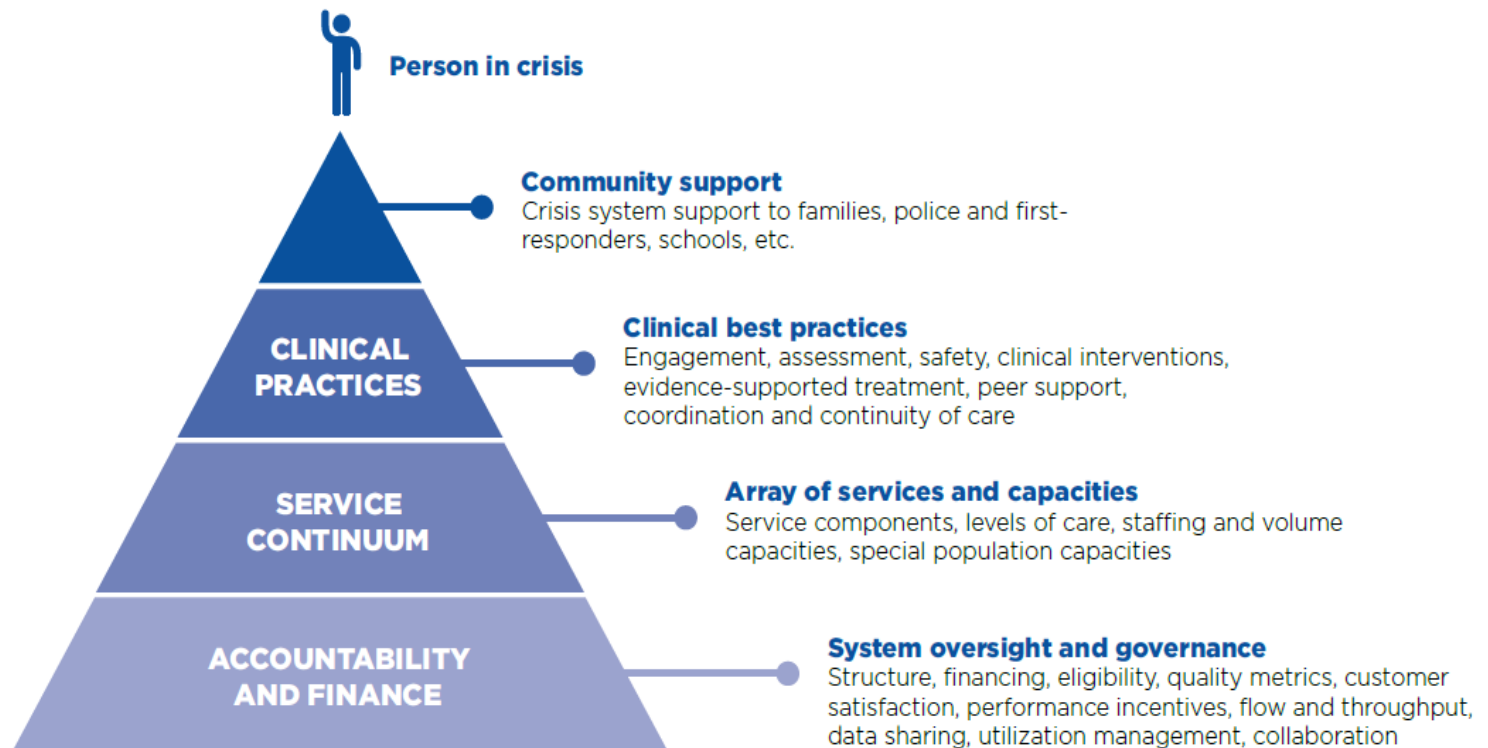 Person in crisis
Community support
Crisis system support to families, police and first-
responders, schools, etc.
CLINICAL
PRACTICES
Clinical best practices
Engagement, assessment, safety, clinical interventions,
evidence-supported treatment, peer support,
coordination and continuity of care
SERVICE
CONTINUUM
Array of services and capacities
Service components, levels of care, staffing and volume
capacities, special population capacities
ACCOUNTABILITY
AND FINANCE
System oversight and governance
Structure, financing, eligibility, quality metrics, customer
satisfaction, performance incentives, flow and throughput,
data sharing, utilization management, collaboration